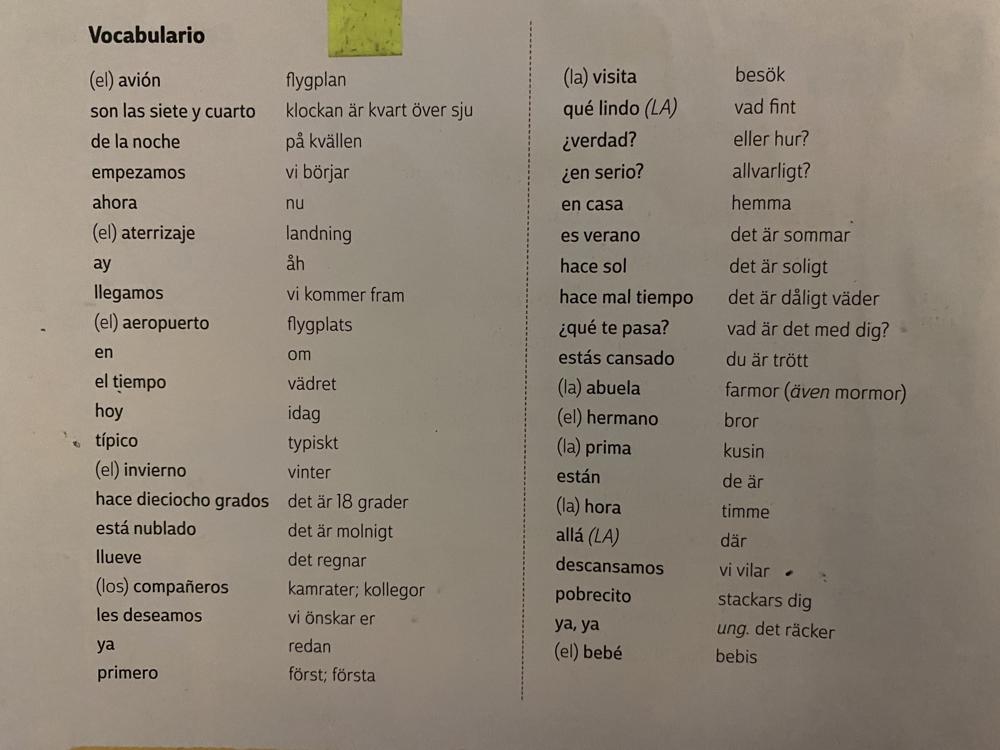 Vocabulario
(el) avión flygplan
son las siete y cuarto klockan är kvart över sju
de la noche på kvällen
empezamos vi börjar
ahora nu
(el) aterrizaje landning
ay åh
llegamos vi kommer fram
(el) aeropuerto flygplats
en om
el tiempo vädret
hoy idag
típico typiskt
(el) invierno vinter
hace dieciocho grados det är 18 grader
está nublado det är molnigt
llueve det regnar
(los) compañeros kamrater; kollegor
les deseamos vi önskar er
ya redan
primero först; första
(la) visita besök
qué lindo (LA) vad fint
¿verdad? eller hur?
¿en serio? allvarligt?
en casa hemma
es verano det är sommar
hace sol det är soligt
hace mal tiempo det är dåligt väder
¿qué te pasa? vad är det med dig?
estás cansado du är trött
(la) abuela farmor (även mormor)
(el) hermano bror
(la) prima kusin
están de är
(la) hora timme
allá (LA) där
descansamos vi vilar
pobrecito stackars dig
ya, ya ung. det räcker
(el) bebé bebis